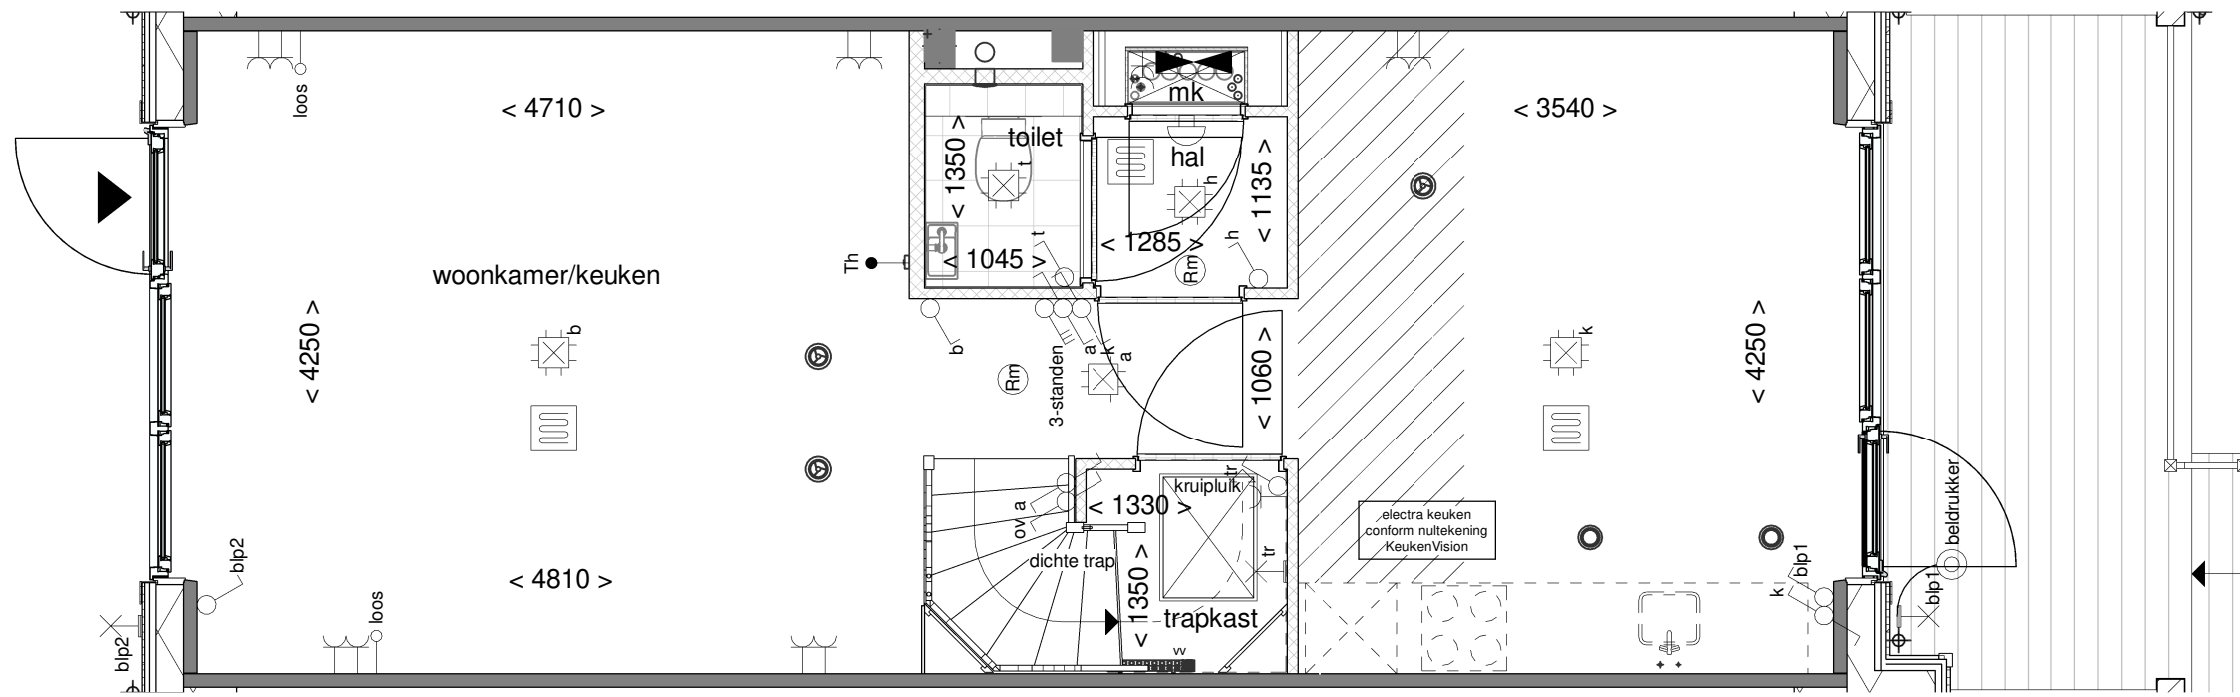 loos
< 4710 >
toilet
t
< 1350 >
mk
hal
h
< 1135 >
< 3540 >
< 1285 >
t
h
< 1045 >
Rm
Th
woonkamer/keuken
< 4250 >
b
b
3-standen
a
k
a
Rm
< 1060 >
k
< 4250 >
kruipluik
tr
< 1330 >
ov
a
electra keuken
conform nultekening
KeukenVision
beldrukker
dichte trap
tr
< 4810 >
< 1350 >
blp2
blp1
k
blp1
loos
trapkast
blp2
vv